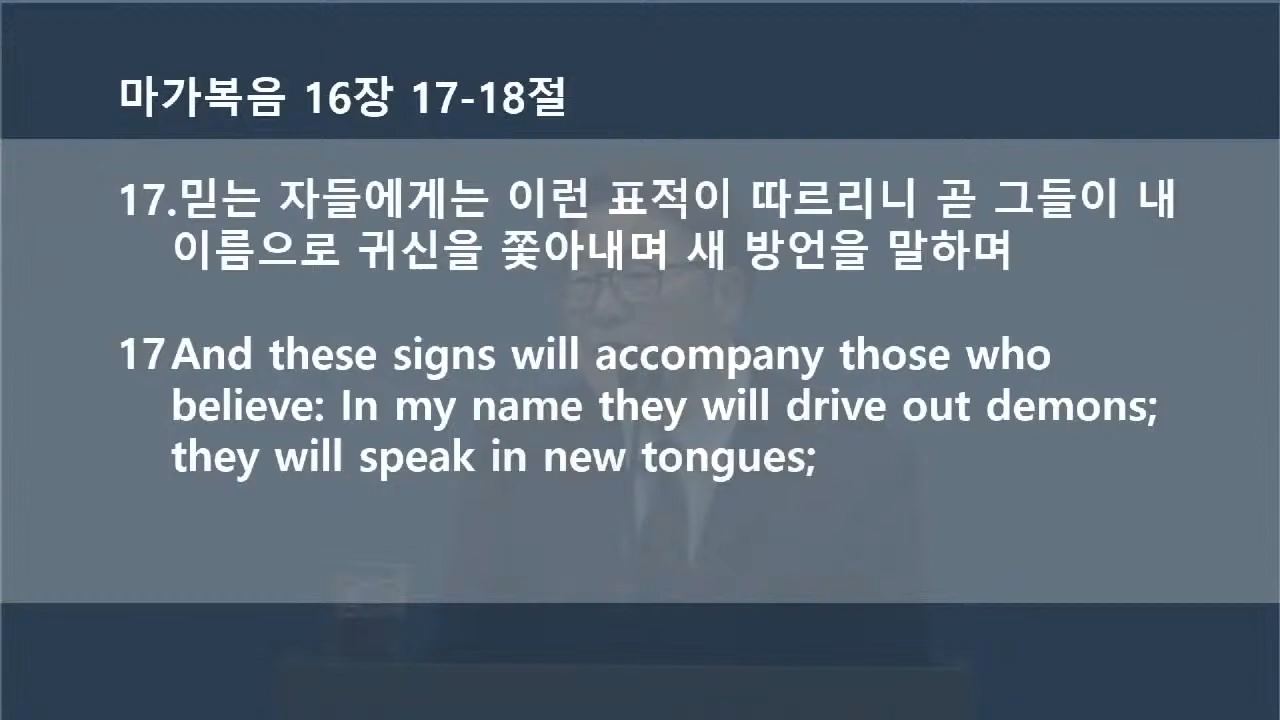 마가복음 16장 17-18절
17.믿는 자들에게는 이런 표적이 따르리니 곧 그들이 내
이름으로 귀신을 쫓아내며 새 방언을 말하며
17 And these signs will accompany those who
believe: In my name they will drive out demons;
they will speak in new tongues;